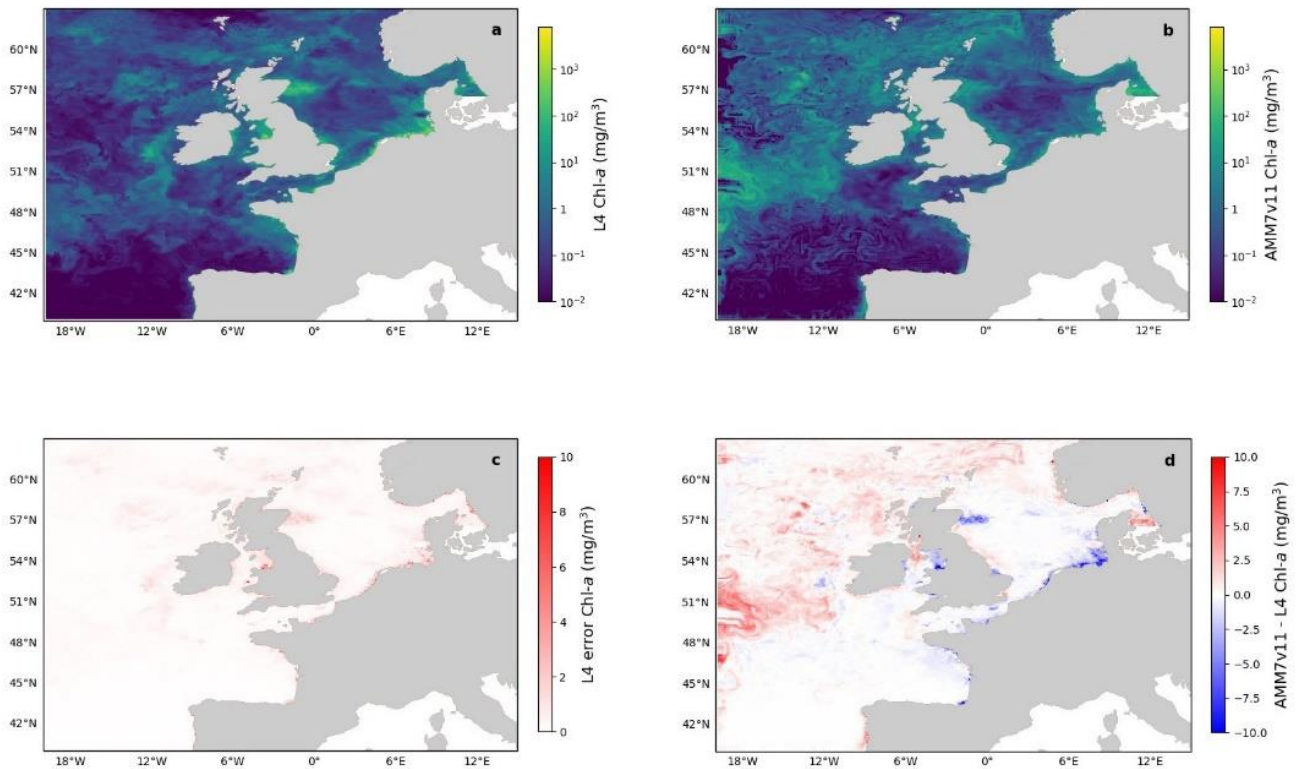 a
60°N
57°N
54°N
51°N
48°N
45°N
42°N
18°W 12°W 6°W 0° 6°E 12°E
10³
10²
10¹
1
10⁻¹
10⁻²
L4 Chl-a (mg/m³)
b
60°N
57°N
54°N
51°N
48°N
45°N
42°N
18°W 12°W 6°W 0° 6°E 12°E
10³
10²
10¹
1
10⁻¹
10⁻²
AMM7v11 Chl-a (mg/m³)
c
60°N
57°N
54°N
51°N
48°N
45°N
42°N
18°W 12°W 6°W 0° 6°E 12°E
10
8
6
4
2
0
L4 error Chl-a (mg/m³)
d
60°N
57°N
54°N
51°N
48°N
45°N
42°N
18°W 12°W 6°W 0° 6°E 12°E
10.0
7.5
5.0
2.5
0.0
−2.5
−5.0
−7.5
−10.0
AMM7v11 - L4 Chl-a (mg/m³)